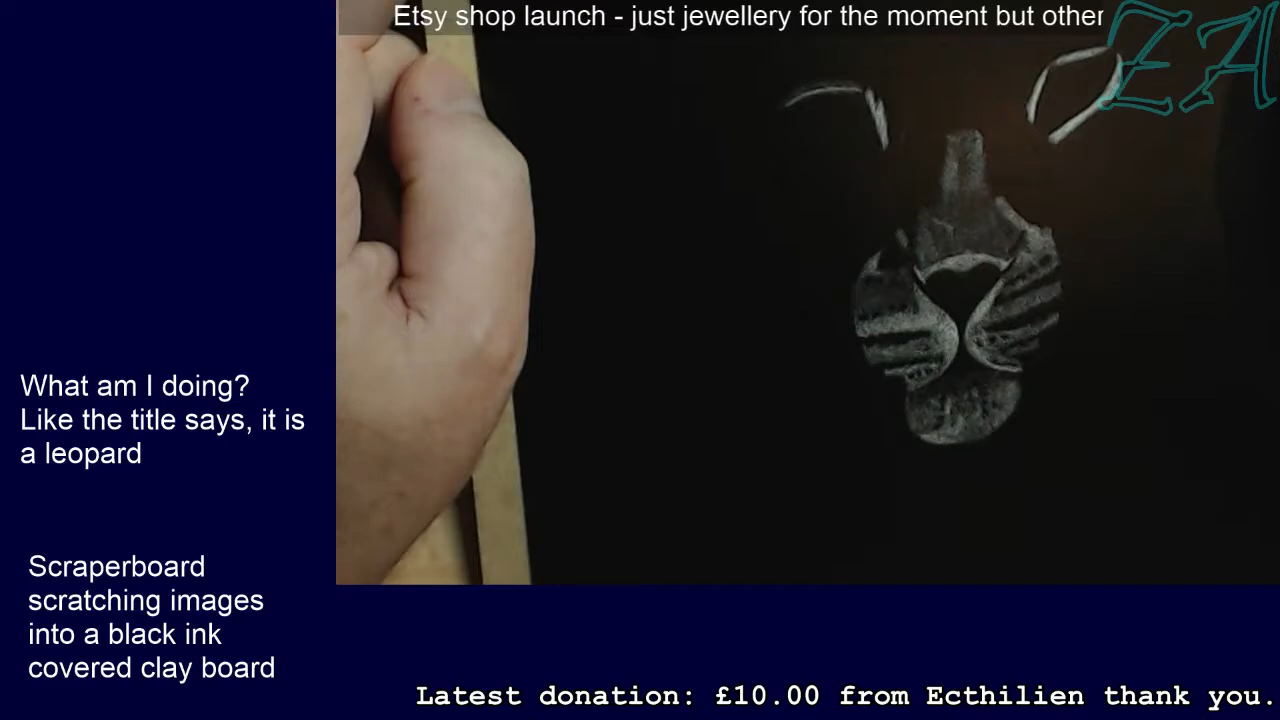 Etsy shop launch - just jewellery for the moment but other
ZA
What am I doing?
Like the title says, it is
a leopard
Scraperboard
scratching images
into a black ink
covered clay board
Latest donation: £10.00 from Ecthilien thank you.